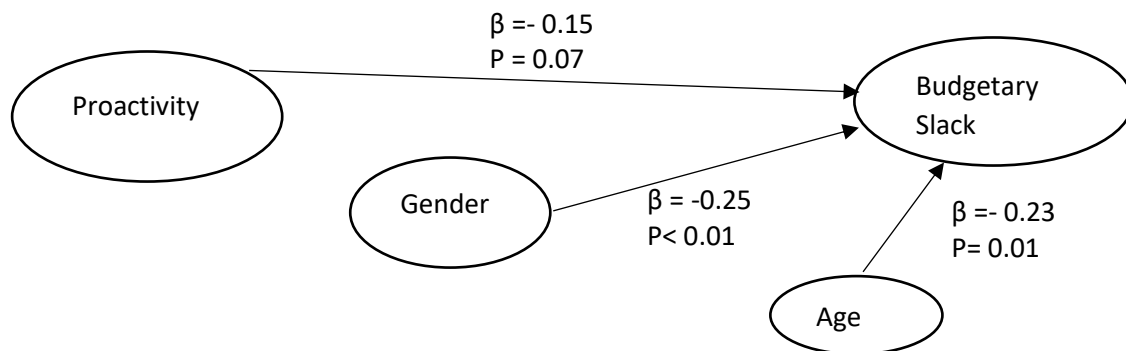 β =- 0.15
P = 0.07
Proactivity
Budgetary
Slack
Gender
β = -0.25
P< 0.01
β =- 0.23
P= 0.01
Age